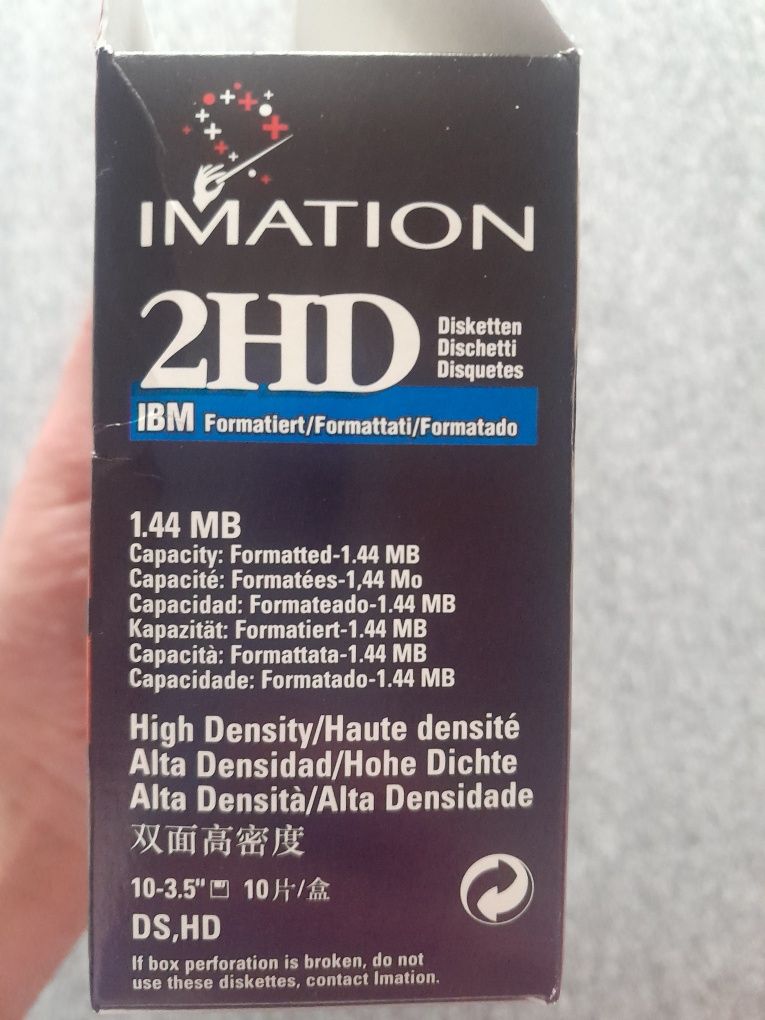 IMATION
2HD
Disketten
Dischetti
Disquetes
IBM Formatiert/Formattati/Formatado
1.44 MB
Capacity: Formatted-1.44 MB
Capacité: Formatées-1,44 Mo
Capacidad: Formateado-1.44 MB
Kapazität: Formatiert-1.44 MB
Capacità: Formattata-1.44 MB
Capacidade: Formatado-1.44 MB
High Density/Haute densité
Alta Densidad/Hohe Dichte
Alta Densità/Alta Densidade
双面高密度
10-3.5" 10片/盒
DS,HD
If box perforation is broken, do not
use these diskettes, contact Imation.